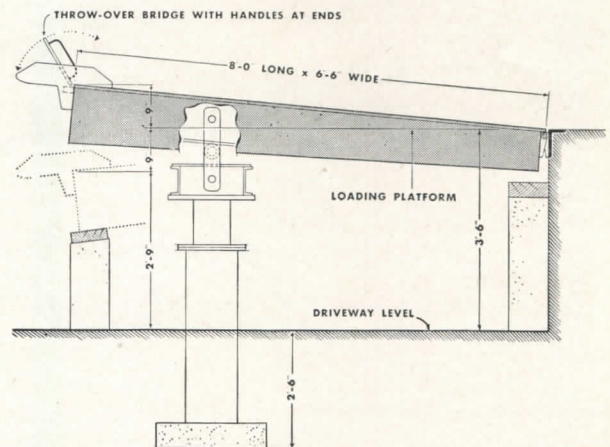 THROW-OVER BRIDGE WITH HANDLES AT ENDS
8-0" LONG x 6'-6" WIDE
9"
9"
LOADING PLATFORM
2'-9"
3'-6"
DRIVEWAY LEVEL
2'-6"